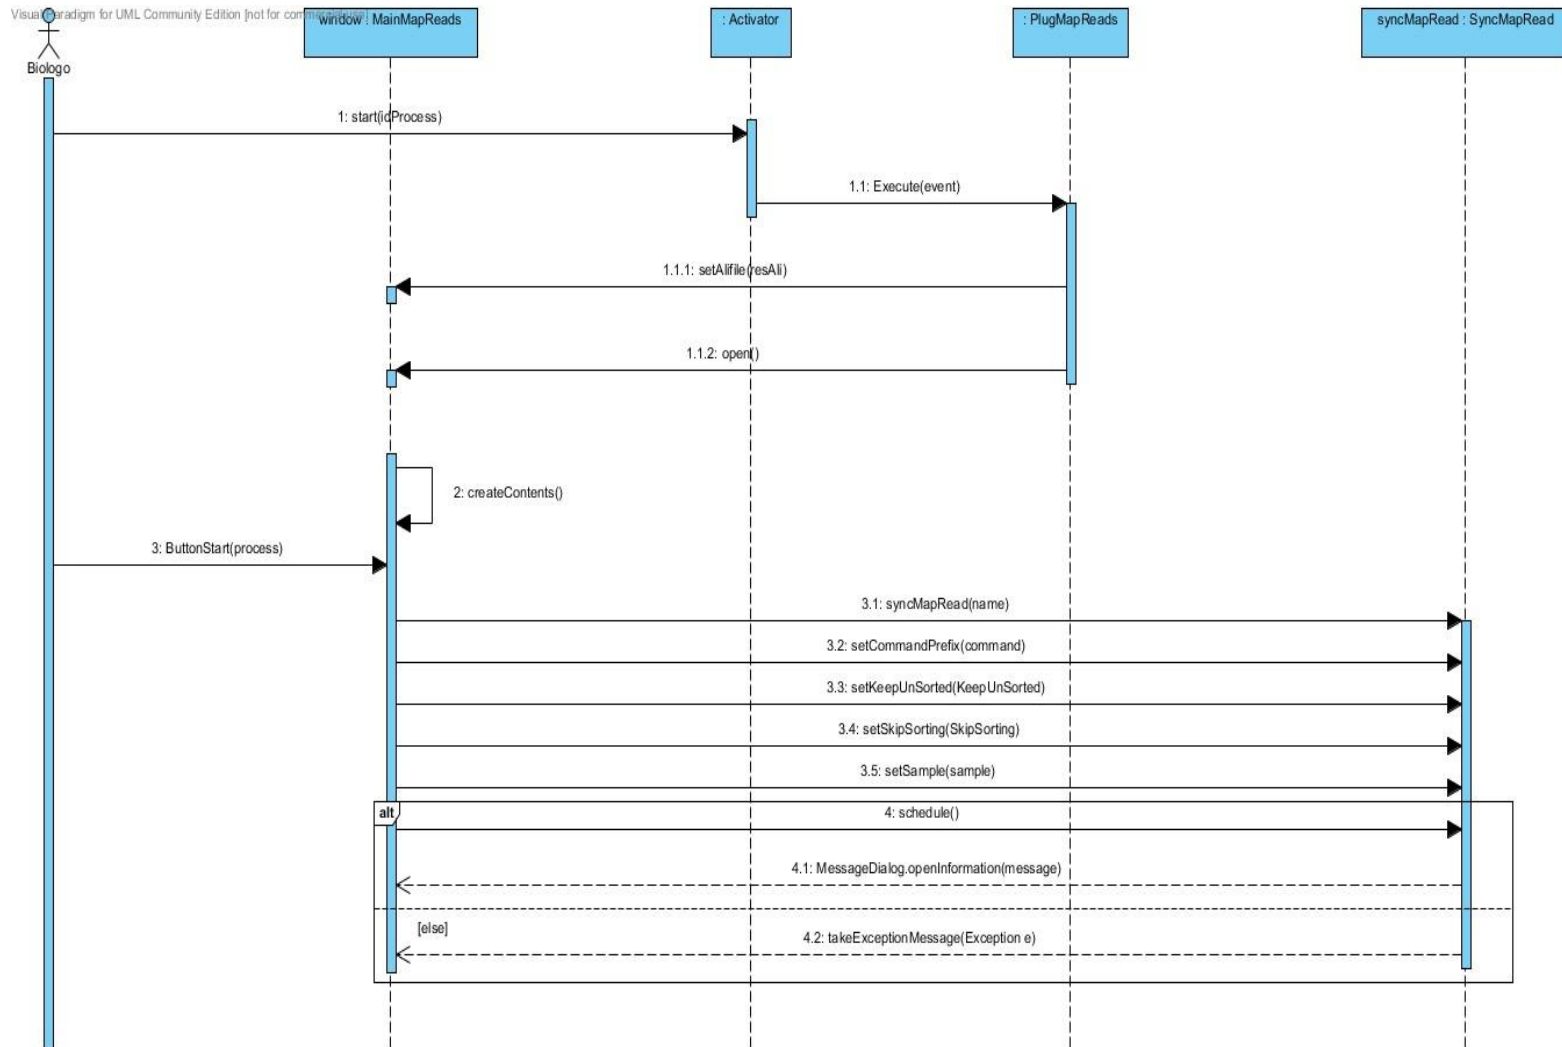 Visual Paradigm for UML Community Edition [not for commercial use]
window : MainMapReads
: Activator
: PlugMapReads
syncMapRead : SyncMapRead
Biologo
1: start(idProcess)
1.1: Execute(event)
1.1.1: setAlifile(resAli)
1.1.2: open()
2: createContents()
3: ButtonStart(process)
3.1: syncMapRead(name)
3.2: setCommandPrefix(command)
3.3: setKeepUnSorted(KeepUnSorted)
3.4: setSkipSorting(SkipSorting)
3.5: setSample(sample)
alt
4: schedule()
4.1: MessageDialog.openInformation(message)
[else]
4.2: takeExceptionMessage(Exception e)